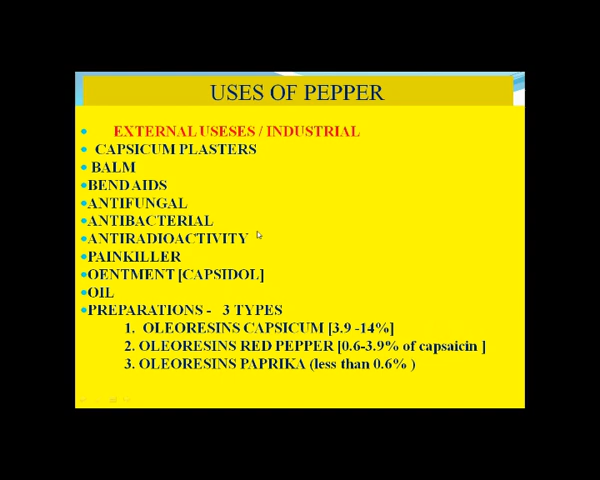 USES OF PEPPER
EXTERNAL USESES / INDUSTRIAL
CAPSICUM PLASTERS
BALM
BEND AIDS
ANTIFUNGAL
ANTIBACTERIAL
ANTIRADIOACTIVITY
PAINKILLER
OENTMENT [CAPSIDOL]
OIL
PREPARATIONS - 3 TYPES
1. OLEORESINS CAPSICUM [3.9 -14%]
2. OLEORESINS RED PEPPER [0.6-3.9% of capsaicin ]
3. OLEORESINS PAPRIKA (less than 0.6% )